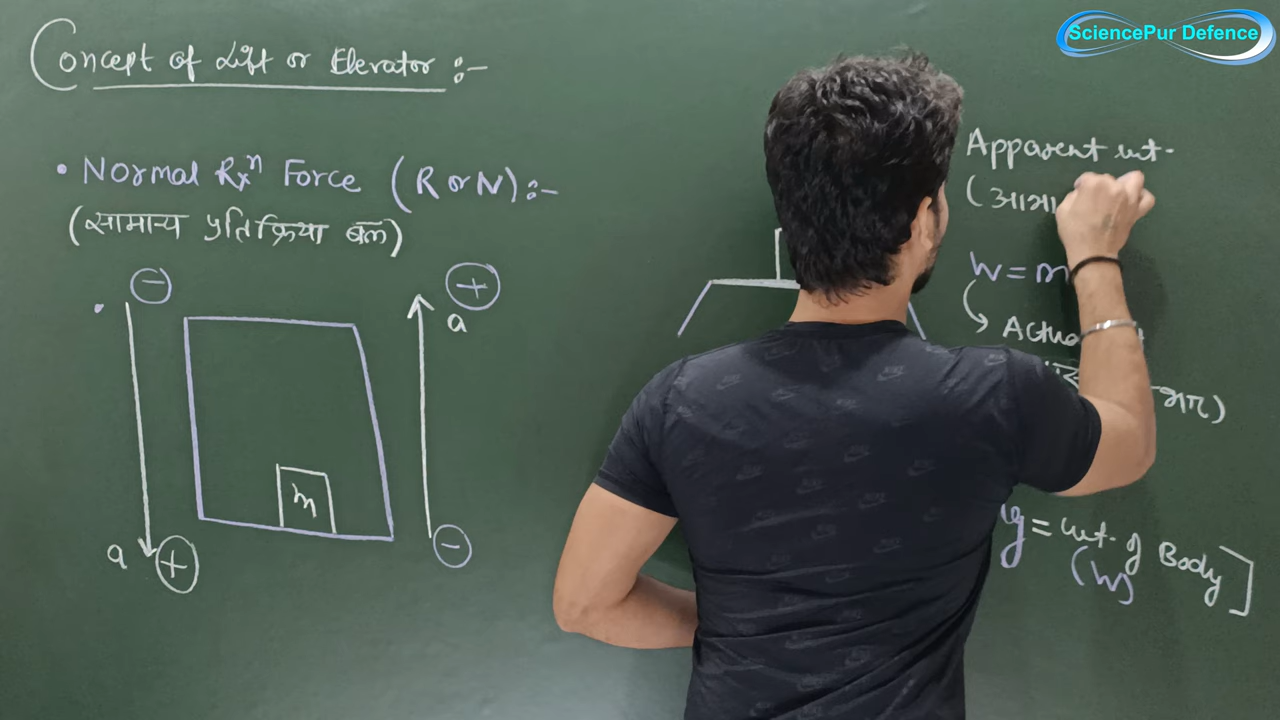 SciencePur Defence
Concept of Lift or Elevator :-
• Normal Rxⁿ Force (R or N) :-
(सामान्य प्रतिक्रिया बल)
−
+
a
m
a
+
−
Apparent wt.
(आभा
W = m
= wt. of Body]
(W)